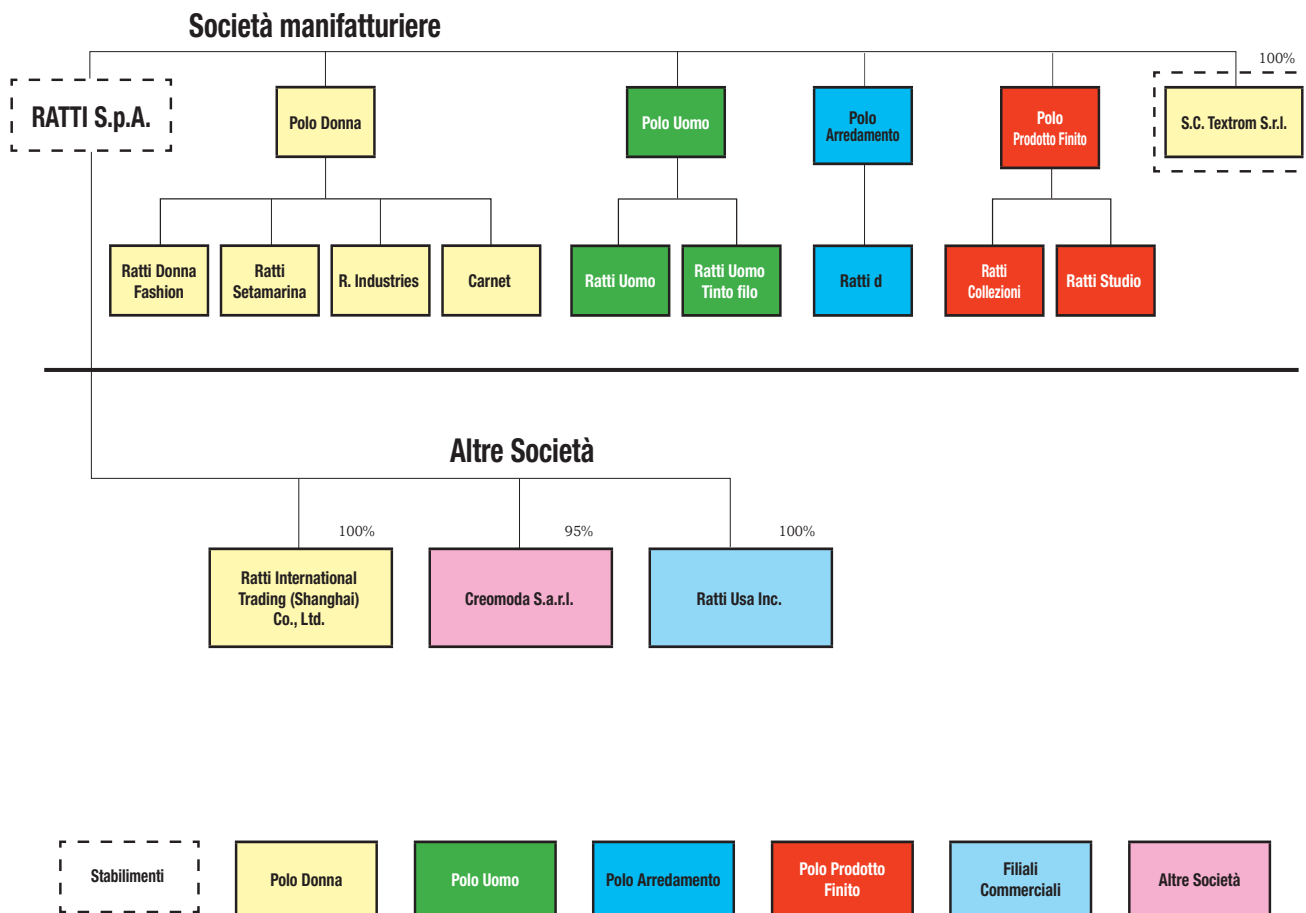 Società manifatturiere
100%
RATTI S.p.A.
Polo Donna
Polo Uomo
Polo
Arredamento
Polo
Prodotto Finito
S.C. Textrom S.r.l.
Ratti Donna
Fashion
Ratti
Setamarina
R. Industries
Carnet
Ratti Uomo
Ratti Uomo
Tinto filo
Ratti d
Ratti
Collezioni
Ratti Studio
Altre Società
100%
95%
100%
Ratti International
Trading (Shanghai)
Co., Ltd.
Creomoda S.a.r.l.
Ratti Usa Inc.
Stabilimenti
Polo Donna
Polo Uomo
Polo Arredamento
Polo Prodotto
Finito
Filiali
Commerciali
Altre Società